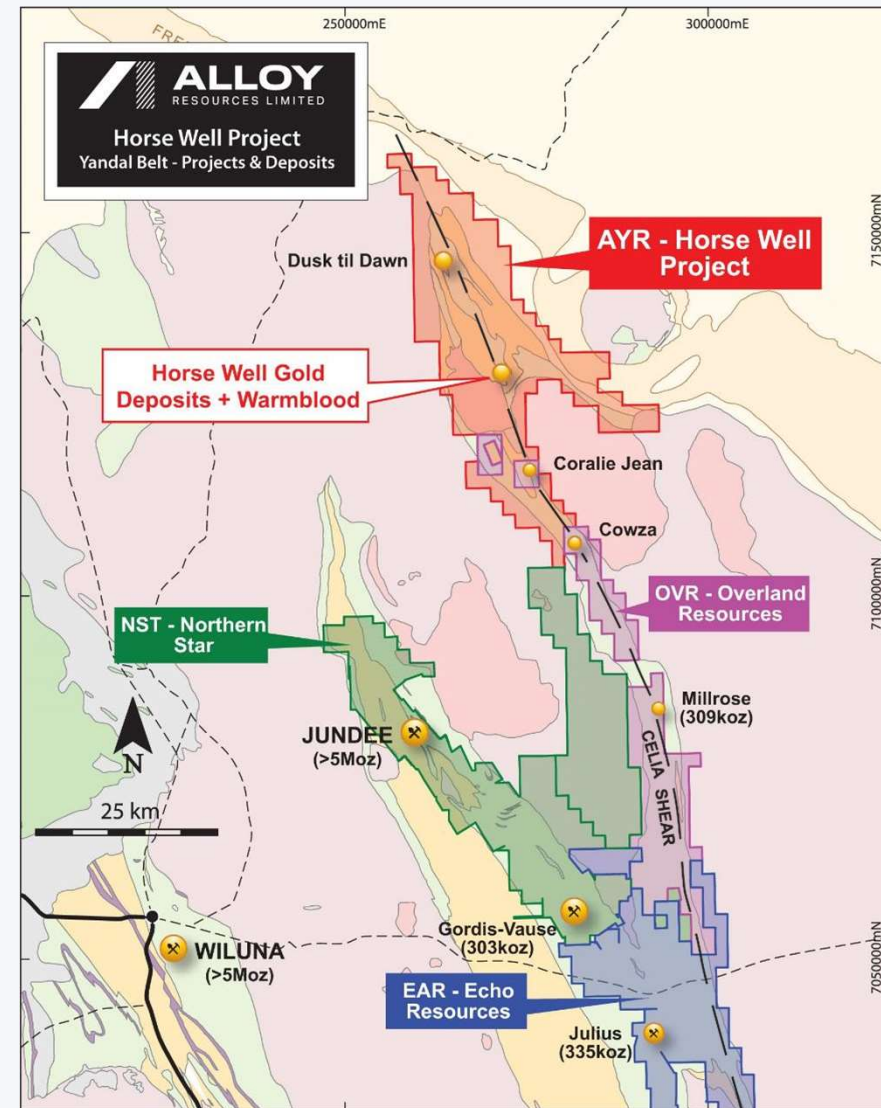 250000mE
300000mE
FRE
ALLOY
RESOURCES LIMITED
Horse Well Project
Yandal Belt - Projects & Deposits
7150000mN
AYR - Horse Well
Project
Dusk til Dawn
Horse Well Gold
Deposits + Warmblood
Coralie Jean
Cowza
OVR - Overland
Resources
7100000mN
NST - Northern
Star
Millrose
(309koz)
JUNDEE
(>5Moz)
CELIA SHEAR
N
25 km
Gordis-Vause
(303koz)
WILUNA
(>5Moz)
7050000hN
EAR - Echo
Resources
Julius
(335koz)